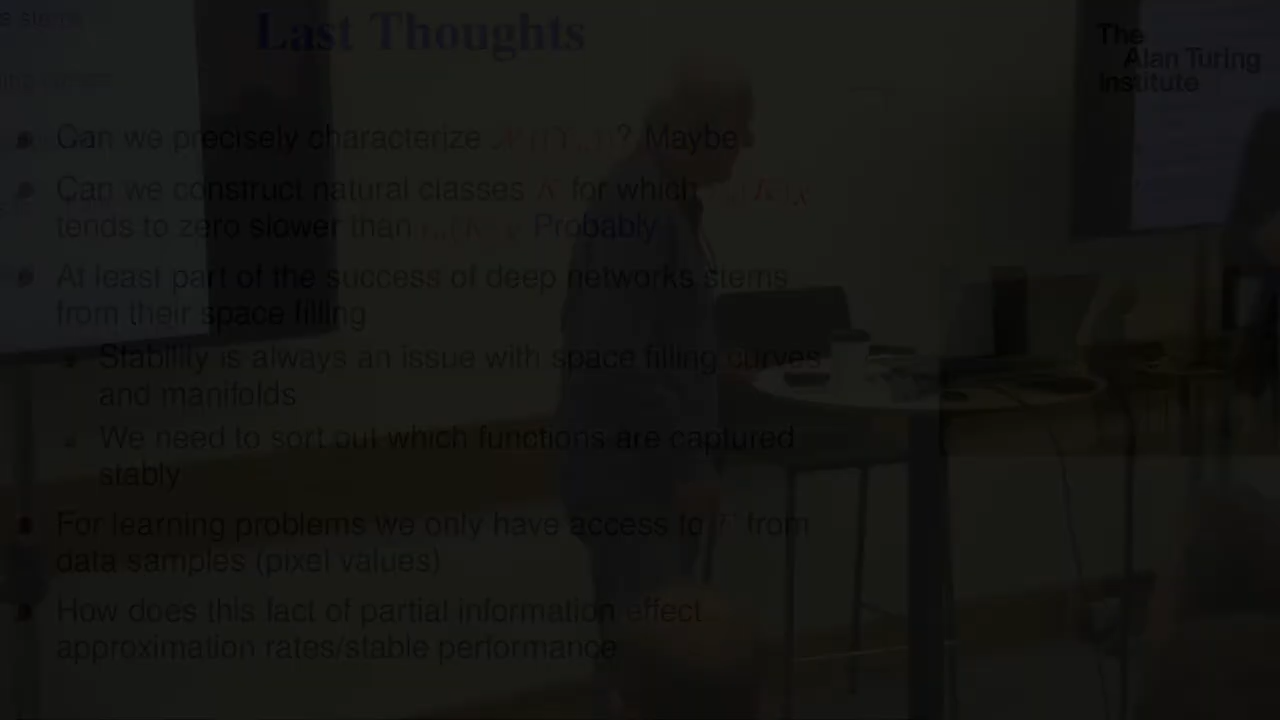 Last Thoughts
The
Alan Turing
Institute
Can we precisely characterize ? Maybe
Can we construct natural classes K for which
tends to zero slower than Probably
At least part of the success of deep networks stems
from their space filling
Stability is always an issue with space filling curves
and manifolds
We need to sort out which functions are captured
stably
For learning problems we only have access to F from
data samples (pixel values)
How does this lact of partial information effect
approximation rates/stable performance